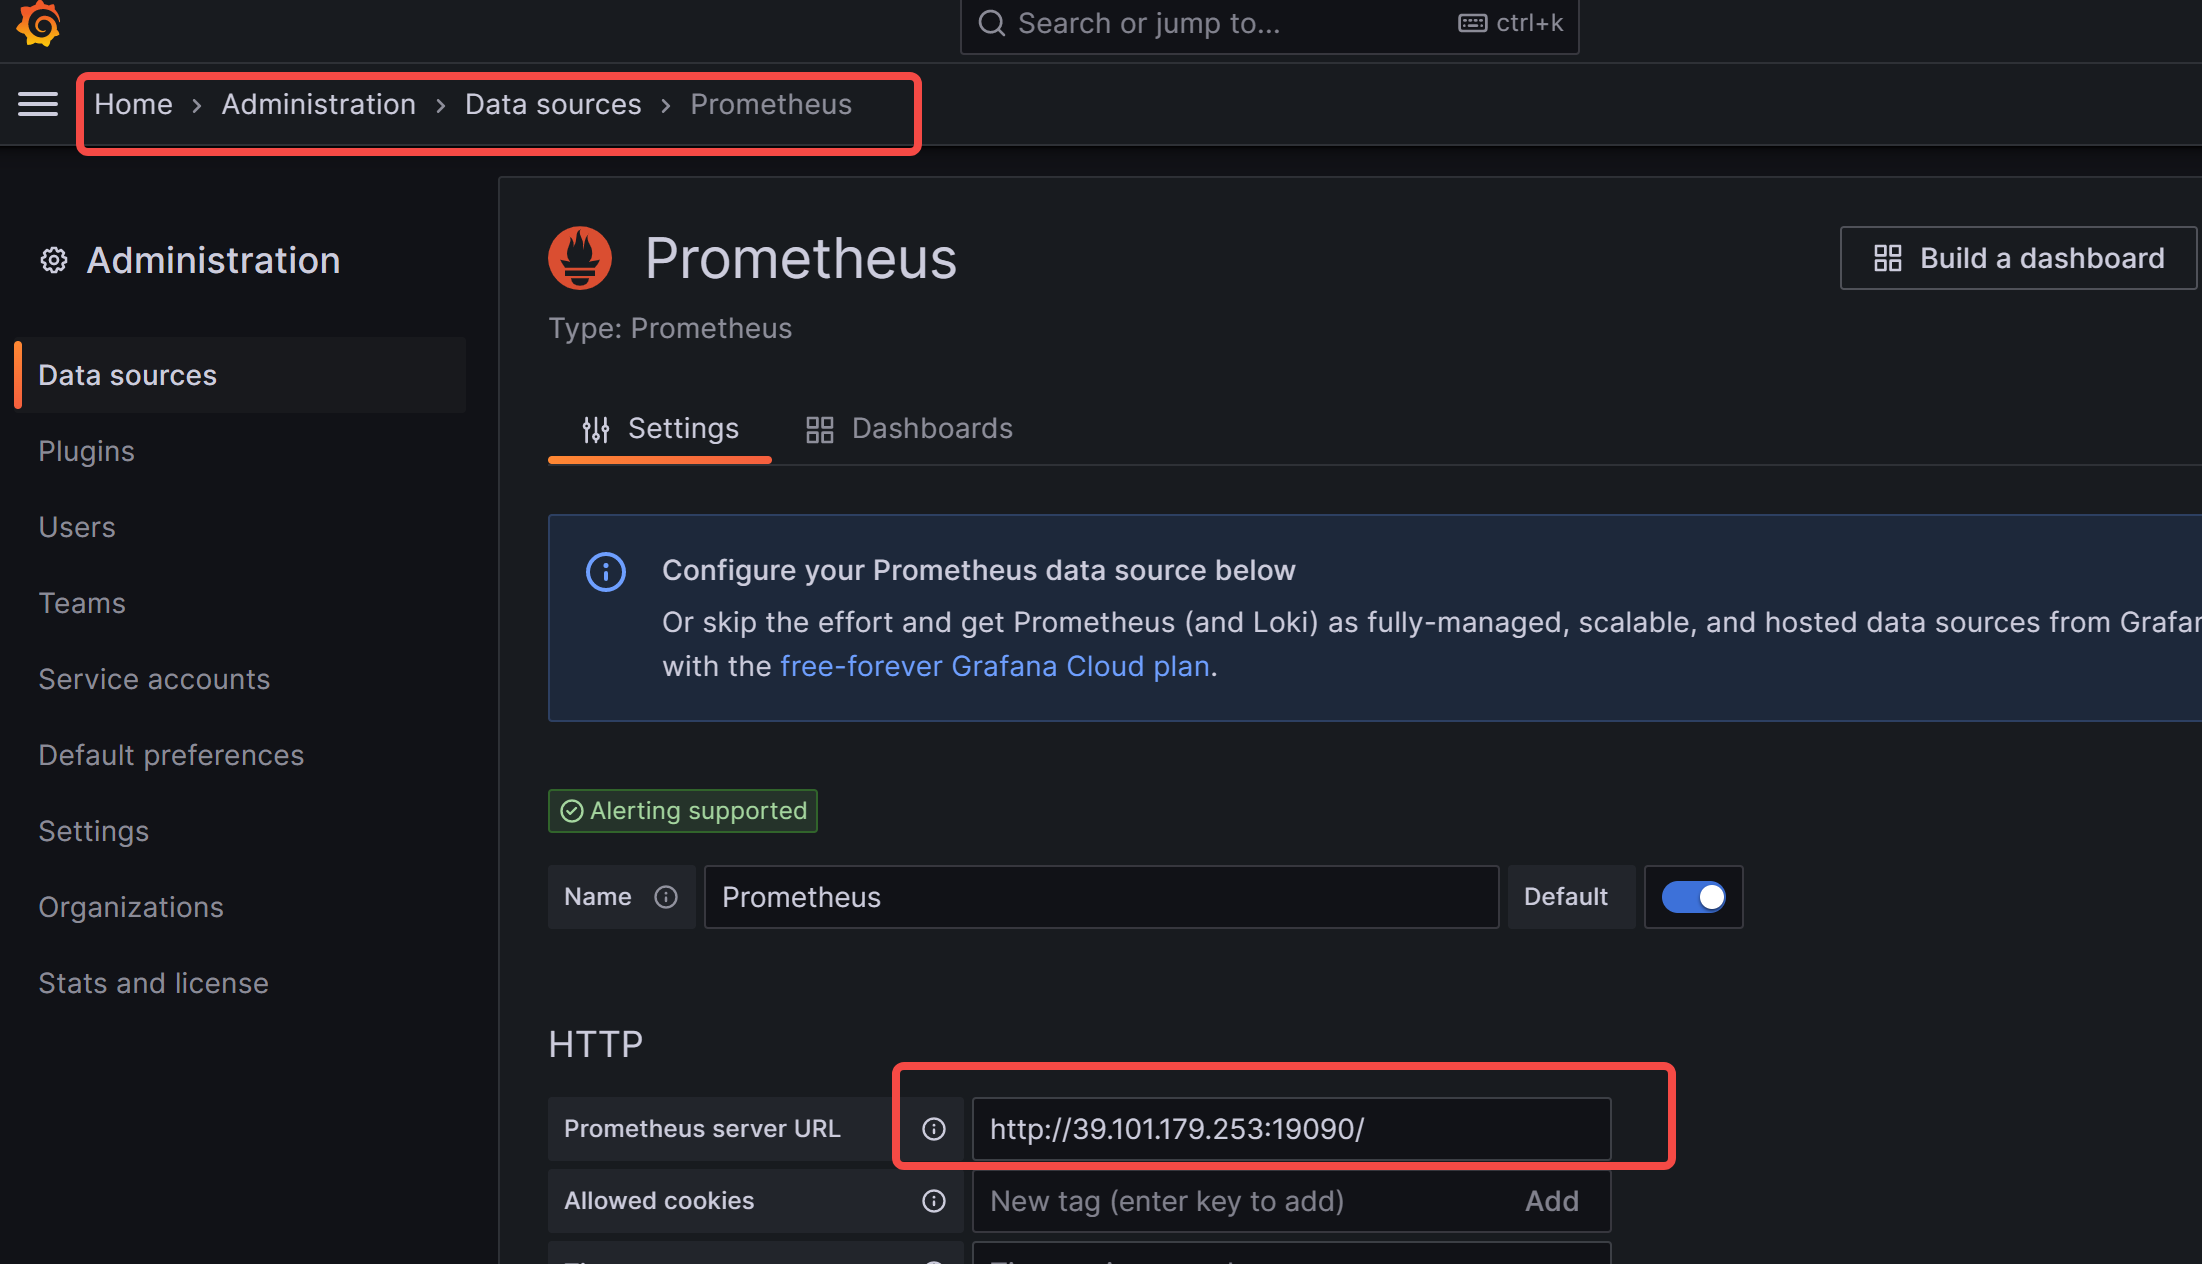 Search or jump to... ctrl+k
Home › Administration › Data sources › Prometheus
Administration
Data sources
Plugins
Users
Teams
Service accounts
Default preferences
Settings
Organizations
Stats and license
Prometheus
Build a dashboard
Type: Prometheus
Settings Dashboards
Configure your Prometheus data source below
Or skip the effort and get Prometheus (and Loki) as fully-managed, scalable, and hosted data sources from
with the free-forever Grafana Cloud plan.
Alerting supported
Name Prometheus Default
HTTP
Prometheus server URL http://39.101.179.253:19090/
Allowed cookies New tag (enter key to add) Add